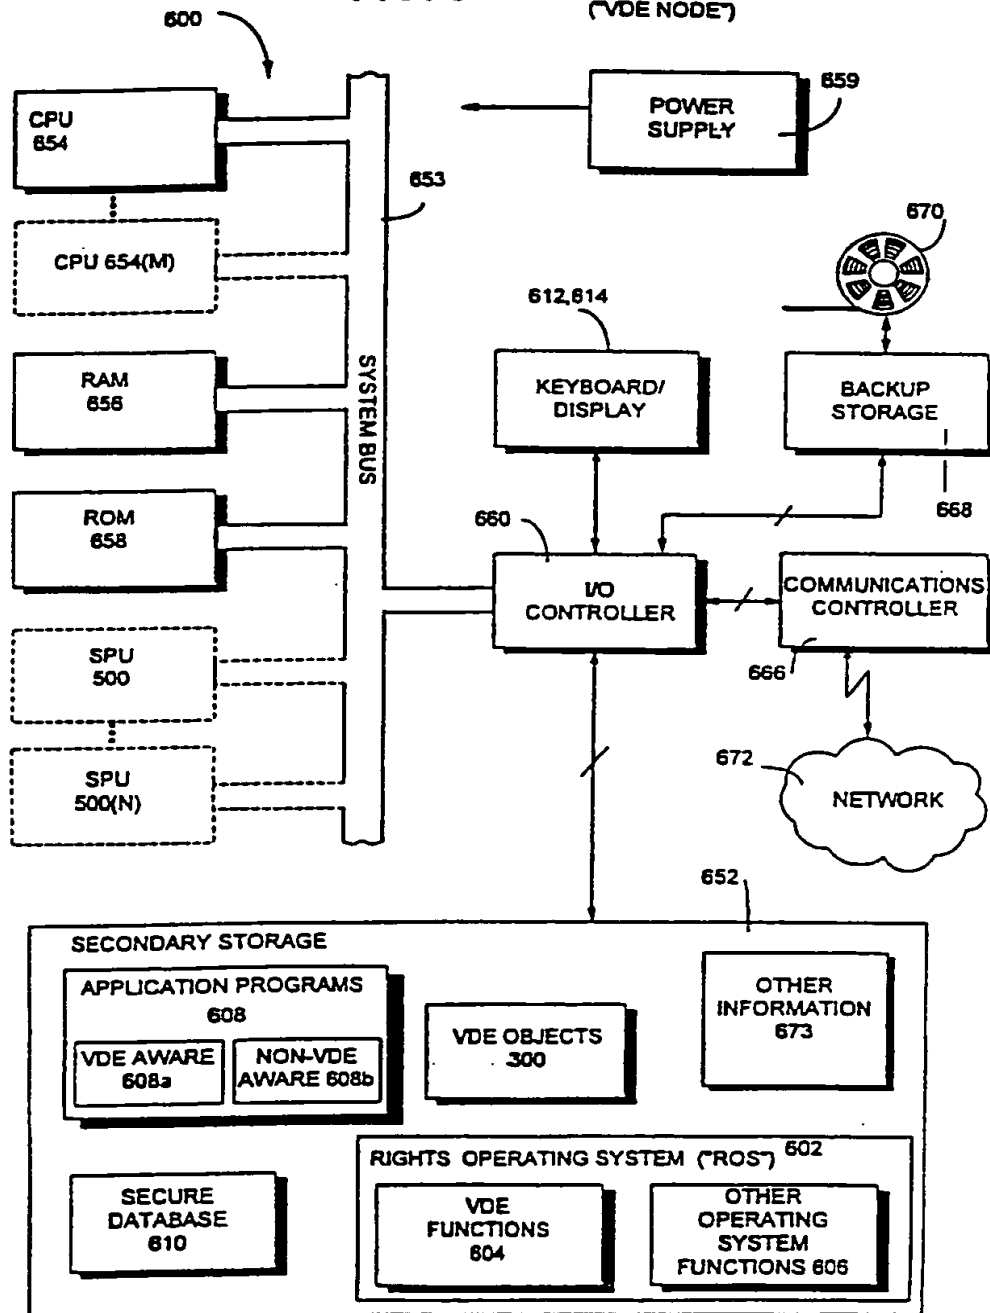 ("VDE NODE")
600
CPU
654
POWER
SUPPLY
659
653
CPU 654(M)
670
612,614
RAM
656
KEYBOARD/
DISPLAY
BACKUP
STORAGE
SYSTEM BUS
668
ROM
658
660
I/O
CONTROLLER
COMMUNICATIONS
CONTROLLER
666
SPU
500
SPU
500(N)
672
NETWORK
652
SECONDARY STORAGE
APPLICATION PROGRAMS
608
VDE AWARE
608a
NON-VDE
AWARE 608b
VDE OBJECTS
300
OTHER
INFORMATION
673
SECURE
DATABASE
610
RIGHTS OPERATING SYSTEM ("ROS") 602
VDE
FUNCTIONS
604
OTHER
OPERATING
SYSTEM
FUNCTIONS 606